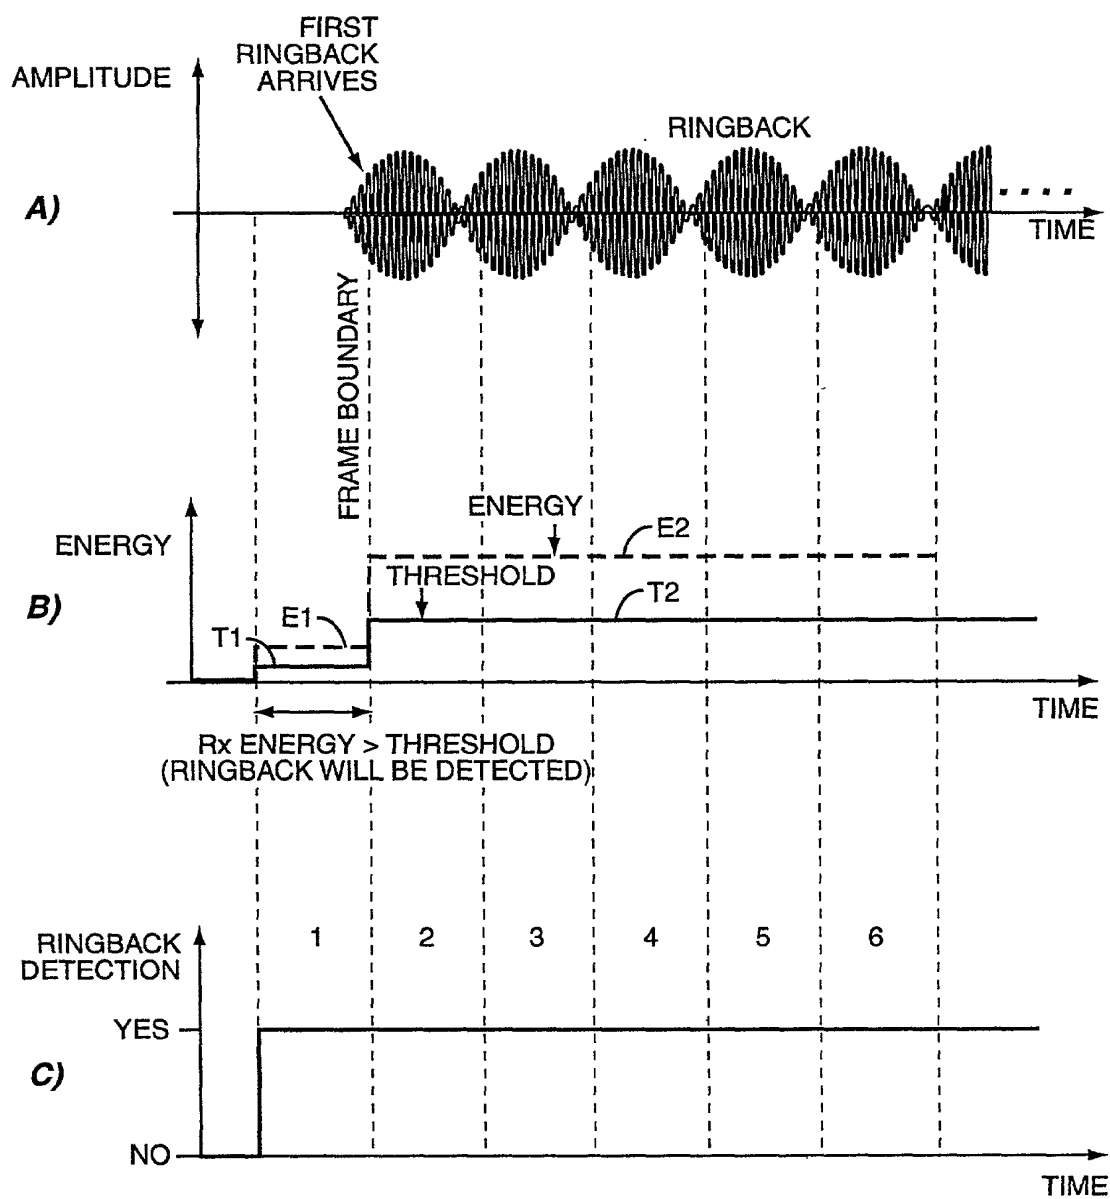 FIRST
RINGBACK
ARRIVES
AMPLITUDE
RINGBACK
A)
TIME
FRAME BOUNDARY
ENERGY
E2
ENERGY
THRESHOLD
B)
T2
E1
T1
TIME
Rx ENERGY > THRESHOLD
(RINGBACK WILL BE DETECTED)
RINGBACK
DETECTION
1 2 3 4 5 6
YES
C)
NO
TIME